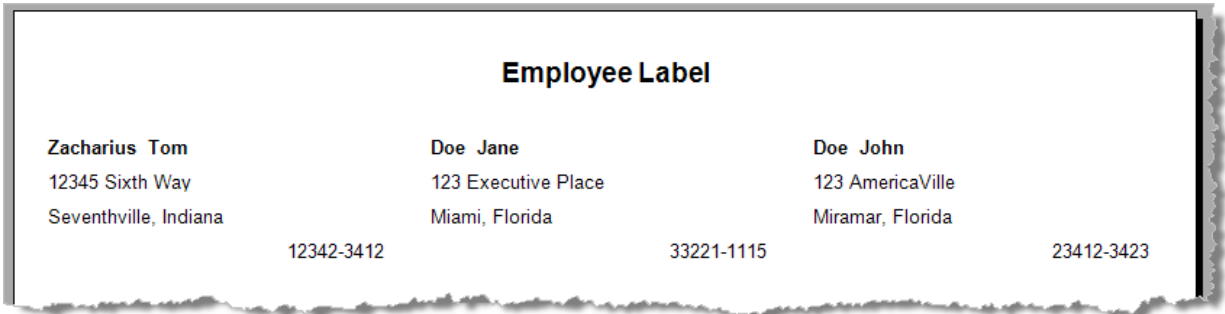 Employee Label
Zacharius Tom
12345 Sixth Way
Seventhville, Indiana
12342-3412
Doe Jane
123 Executive Place
Miami, Florida
33221-1115
Doe John
123 AmericaVille
Miramar, Florida
23412-3423